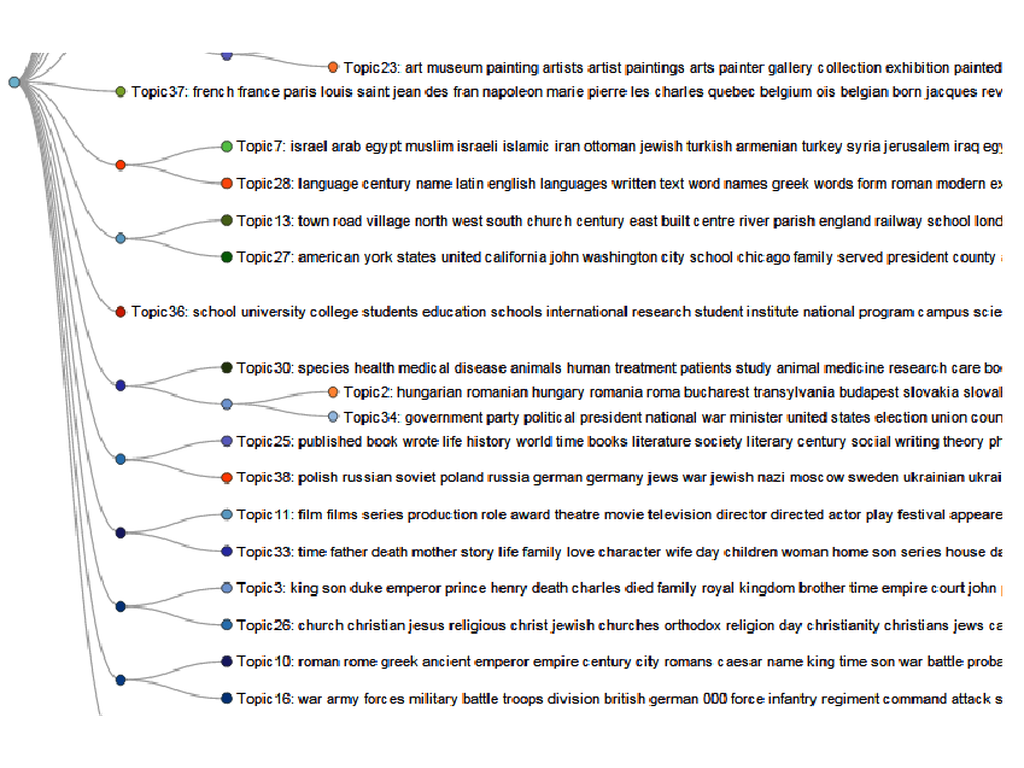 Topic23: art museum painting artists artist paintings arts painter gallery collection exhibition painted
Topic37: french france paris louis saint jean des fran napoleon marie pierre les charles quebec belgium ois belgian born jacques rev
Topic7: israel arab egypt muslim israeli islamic iran ottoman jewish turkish armenian turkey syria jerusalem iraq egy
Topic28: language century name latin english languages written text word names greek words form roman modern ex
Topic13: town road village north west south church century east built centre river parish england railway school lond
Topic27: american york states united california john washington city school chicago family served president county
Topic36: school university college students education schools international research student institute national program campus scie
Topic30: species health medical disease animals human treatment patients study animal medicine research care bo
Topic2: hungarian romanian hungary romania roma bucharest transylvania budapest slovakia sloval
Topic34: government party political president national war minister united states election union coun
Topic25: published book wrote life history world time books literature society literary century social writing theory ph
Topic38: polish russian soviet poland russia german germany jews war jewish nazi moscow sweden ukrainian ukrai
Topic11: film films series production role award theatre movie television director directed actor play festival appeare
Topic33: time father death mother story life family love character wife day children woman home son series house da
Topic3: king son duke emperor prince henry death charles died family royal kingdom brother time empire court john
Topic26: church christian jesus religious christ jewish churches orthodox religion day christianity christians jews ca
Topic10: roman rome greek ancient emperor empire century city romans caesar name king time son war battle proba
Topic16: war army forces military battle troops division british german 000 force infantry regiment command attack s